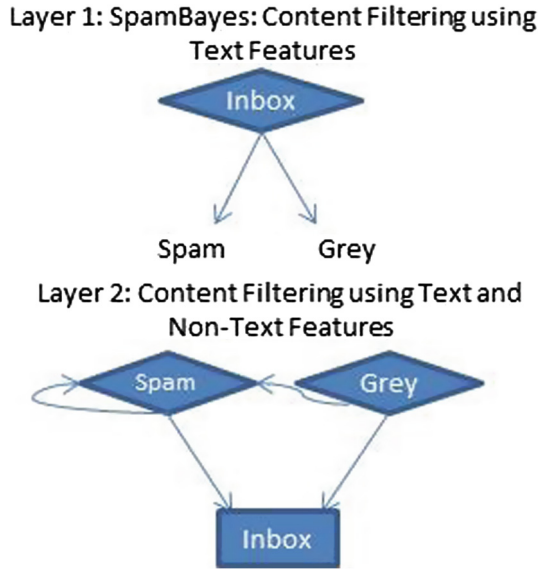 Layer 1: SpamBayes: Content Filtering using
Text Features
Inbox
Spam Grey
Layer 2: Content Filtering using Text and
Non-Text Features
Spam Grey
Inbox